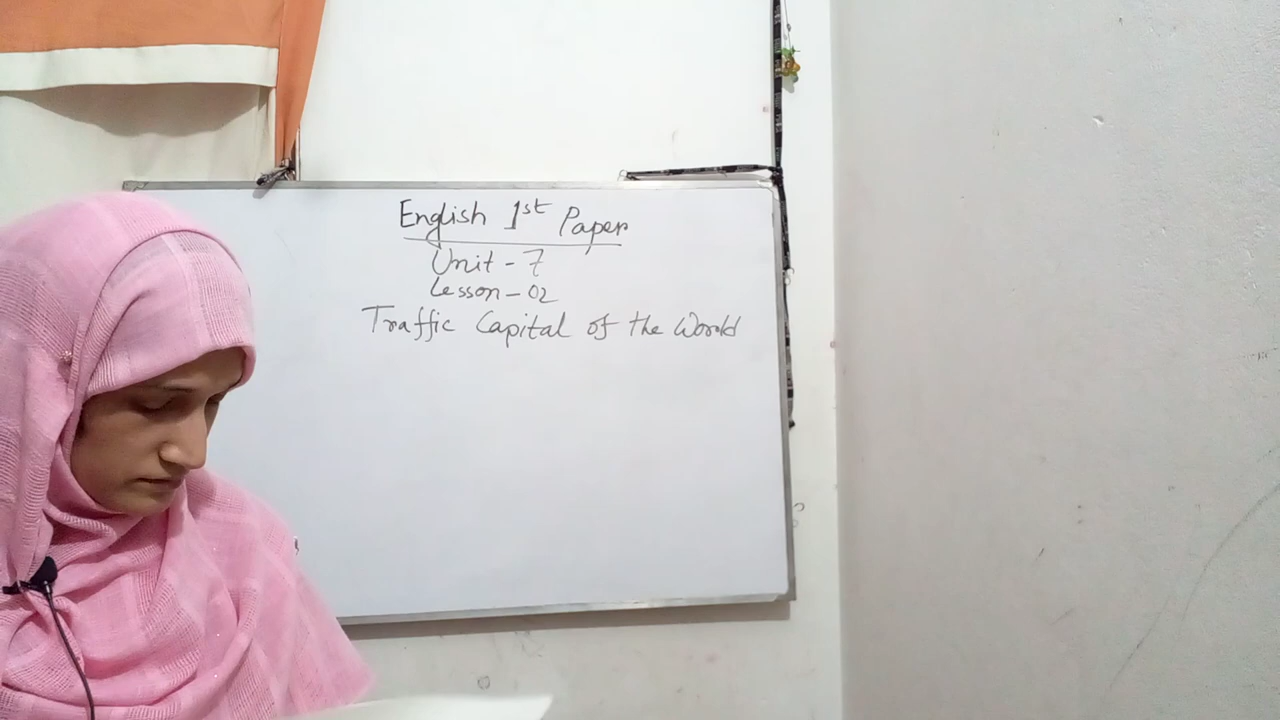 English 1st Paper
Unit - 7
Lesson - 02
Traffic Capital of the World